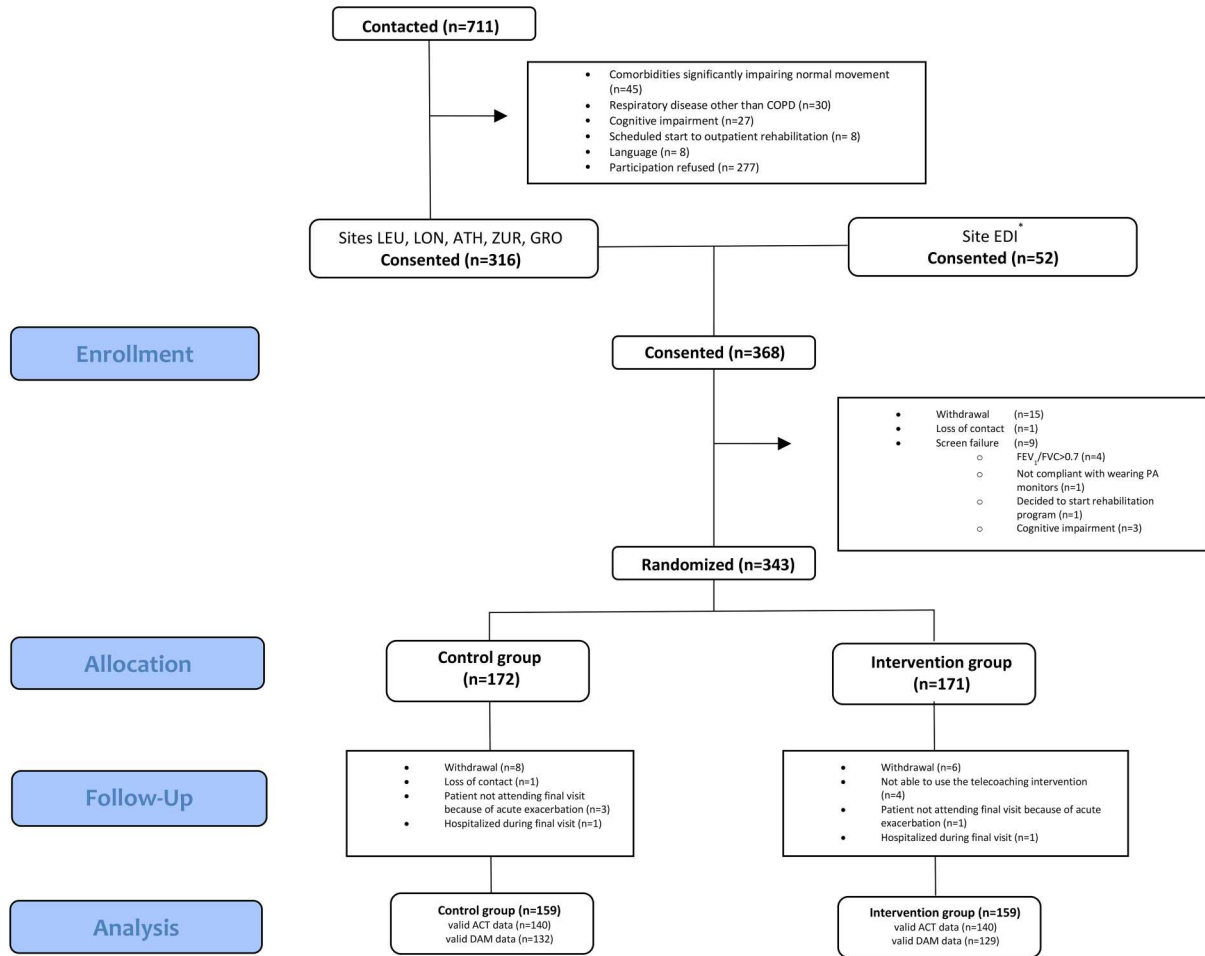 Contacted (n=711)
• Comorbidities significantly impairing normal movement
(n=45)
• Respiratory disease other than COPD (n=30)
• Cognitive impairment (n=27)
• Scheduled start to outpatient rehabilitation (n= 8)
• Language (n= 8)
• Participation refused (n= 277)
Sites LEU, LON, ATH, ZUR, GRO
Consented (n=316)
Site EDI*
Consented (n=52)
Enrollment
Consented (n=368)
• Withdrawal (n=15)
• Loss of contact (n=1)
• Screen failure (n=9)
o FEV1/FVC>0.7 (n=4)
o Not compliant with wearing PA
monitors (n=1)
o Decided to start rehabilitation
program (n=1)
o Cognitive impairment (n=3)
Randomized (n=343)
Allocation
Control group
(n=172)
Intervention group
(n=171)
Follow-Up
• Withdrawal (n=8)
• Loss of contact (n=1)
• Patient not attending final visit
because of acute exacerbation (n=3)
• Hospitalized during final visit (n=1)
• Withdrawal (n=6)
• Not able to use the telecoaching intervention
(n=4)
• Patient not attending final visit because of acute
exacerbation (n=1)
• Hospitalized during final visit (n=1)
Analysis
Control group (n=159)
valid ACT data (n=140)
valid DAM data (n=132)
Intervention group (n=159)
valid ACT data (n=140)
valid DAM data (n=129)